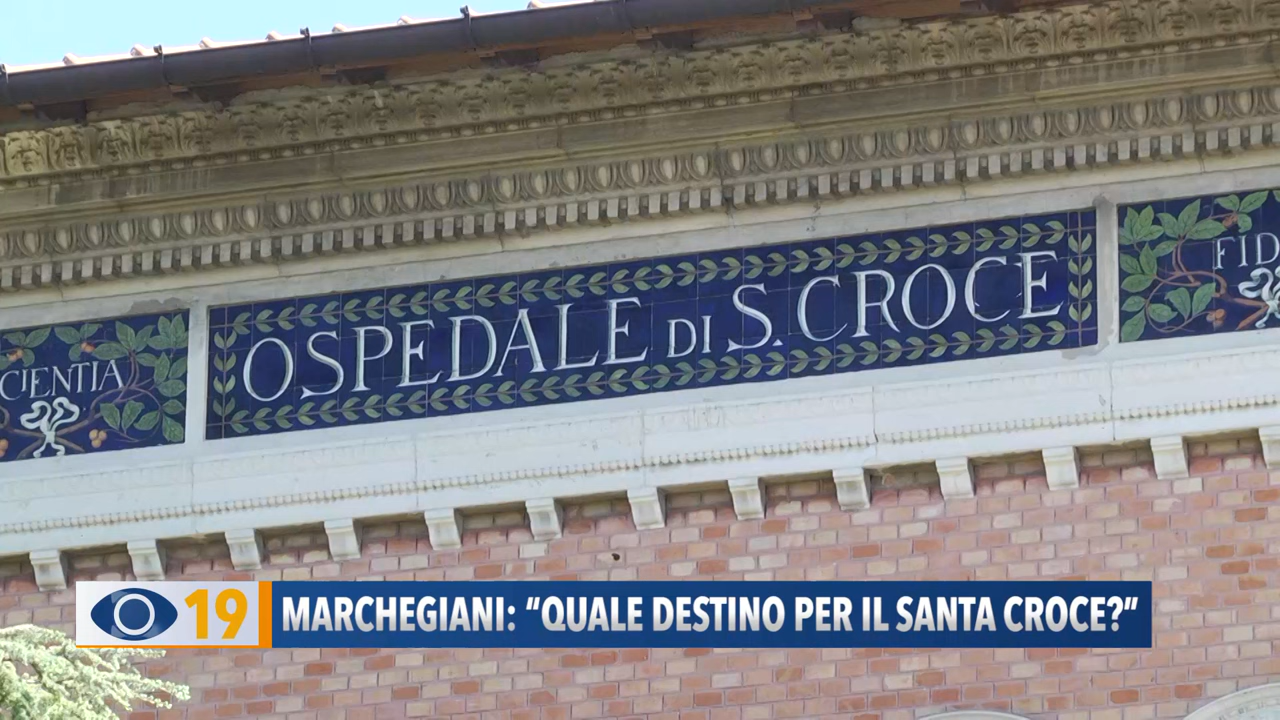 CIENTIA
OSPEDALE DI S. CROCE
FID
19
MARCHEGIANI: “QUALE DESTINO PER IL SANTA CROCE?”